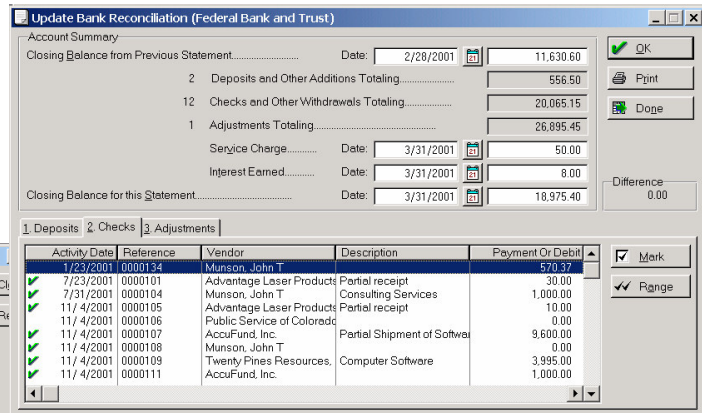 Update Bank Reconciliation (Federal Bank and Trust)
Account Summary
Closing Balance from Previous Statement.............................. Date: 2/28/2001 21 11,630.60 OK
2 Deposits and Other Additions Totaling..................... 556.50 Print
12 Checks and Other Withdrawals Totaling................... 20,065.15 Done
1 Adjustments Totaling.......................................... 26,895.45
Service Charge........... Date: 3/31/2001 21 50.00
Interest Earned........... Date: 3/31/2001 21 8.00
Difference
Closing Balance for this Statement.................................. Date: 3/31/2001 21 18,975.40 0.00
1. Deposits 2. Checks 3. Adjustments
Activity Date Reference Vendor Description Payment Or Debit Mark
1/23/2001 0000134 Munson, John T 570.37
7/23/2001 0000101 Advantage Laser Products Partial receipt 30.00 Range
7/31/2001 0000104 Munson, John T Consulting Services 1,000.00
11/ 4/2001 0000105 Advantage Laser Products Partial receipt 10.00
11/ 4/2001 0000106 Public Service of Colorado 0.00
11/ 4/2001 0000107 AccuFund, Inc. Partial Shipment of Softwar 9,600.00
11/ 4/2001 0000108 Munson, John T 0.00
11/ 4/2001 0000109 Twenty Pines Resources, Computer Software 3,995.00
11/ 4/2001 0000111 AccuFund, Inc. 1,000.00